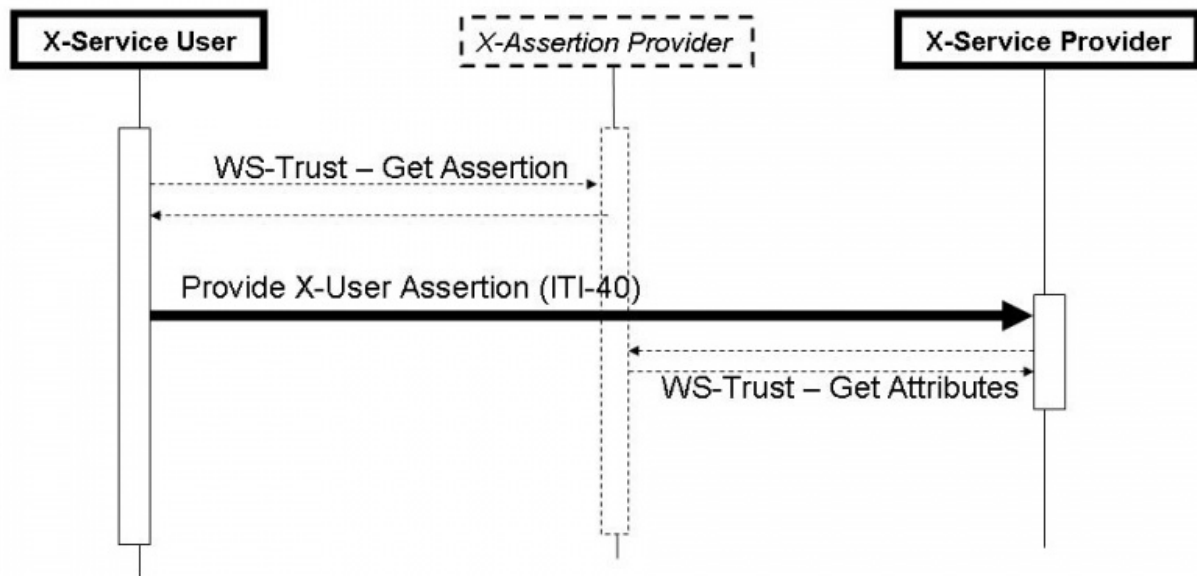 X-Service User
X-Assertion Provider
X-Service Provider
WS-Trust – Get Assertion
Provide X-User Assertion (ITI-40)
WS-Trust – Get Attributes